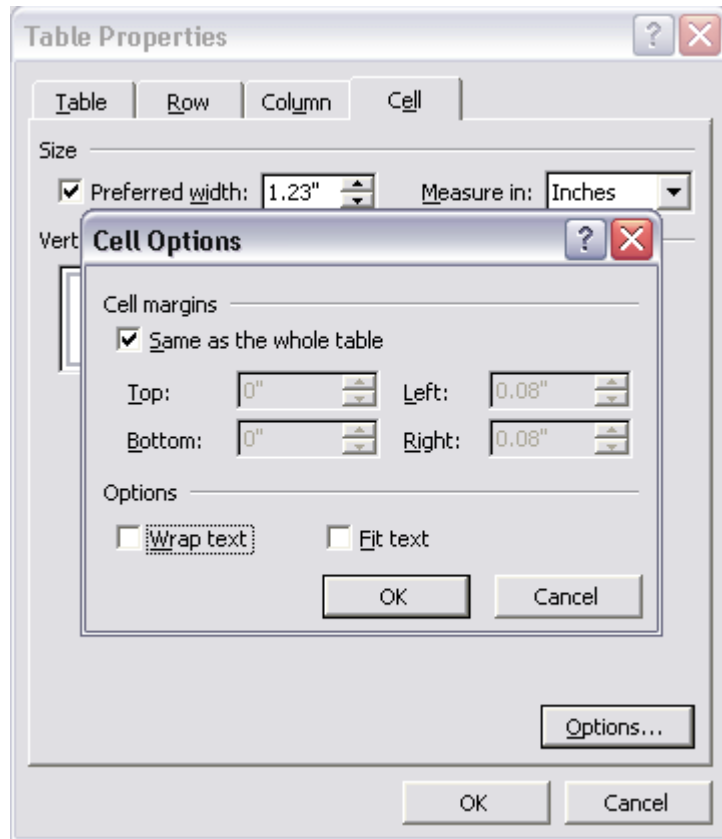 Table Properties
Table Row Column Cell
Size
Preferred width: 1.23" Measure in: Inches
Vert
Cell Options
Cell margins
Same as the whole table
Top: 0" Left: 0.08"
Bottom: 0" Right: 0.08"
Options
Wrap text Fit text
OK Cancel
Options...
OK Cancel